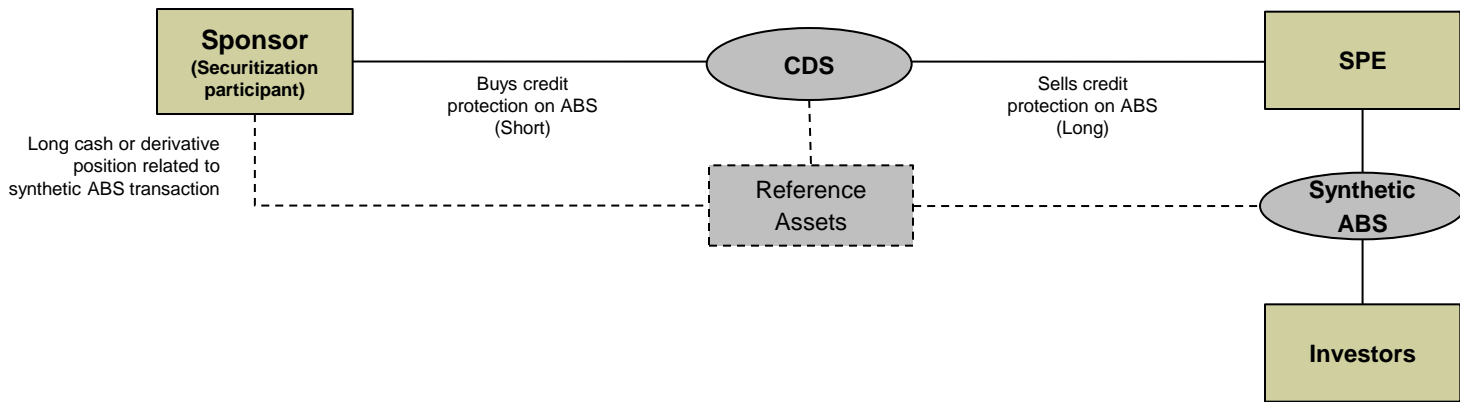 Sponsor
(Securitization
participant)
CDS
SPE
Buys credit
protection on ABS
(Short)
Sells credit
protection on ABS
(Long)
Long cash or derivative
position related to
synthetic ABS transaction
Reference
Assets
Synthetic
ABS
Investors